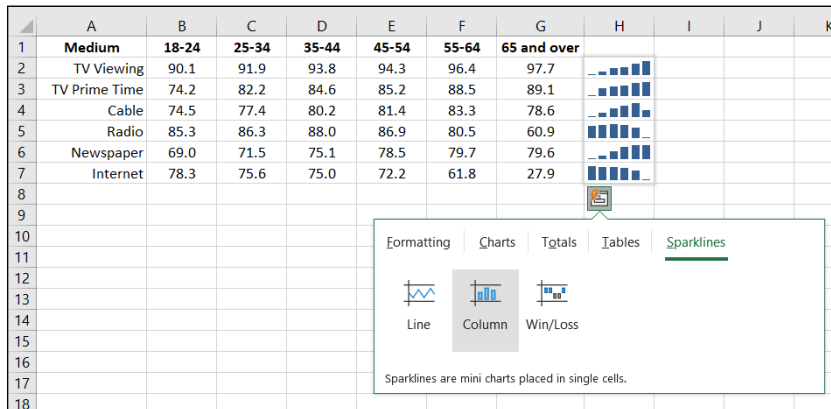 A B C D E F G H I J K
1 Medium 18-24 25-34 35-44 45-54 55-64 65 and over
2 TV Viewing 90.1 91.9 93.8 94.3 96.4 97.7
3 TV Prime Time 74.2 82.2 84.6 85.2 88.5 89.1
4 Cable 74.5 77.4 80.2 81.4 83.3 78.6
5 Radio 85.3 86.3 88.0 86.9 80.5 60.9
6 Newspaper 69.0 71.5 75.1 78.5 79.7 79.6
7 Internet 78.3 75.6 75.0 72.2 61.8 27.9
8
9
10
Formatting Charts Totals Tables Sparklines
11
12
13
14
Line Column Win/Loss
15
16
17
Sparklines are mini charts placed in single cells.
18